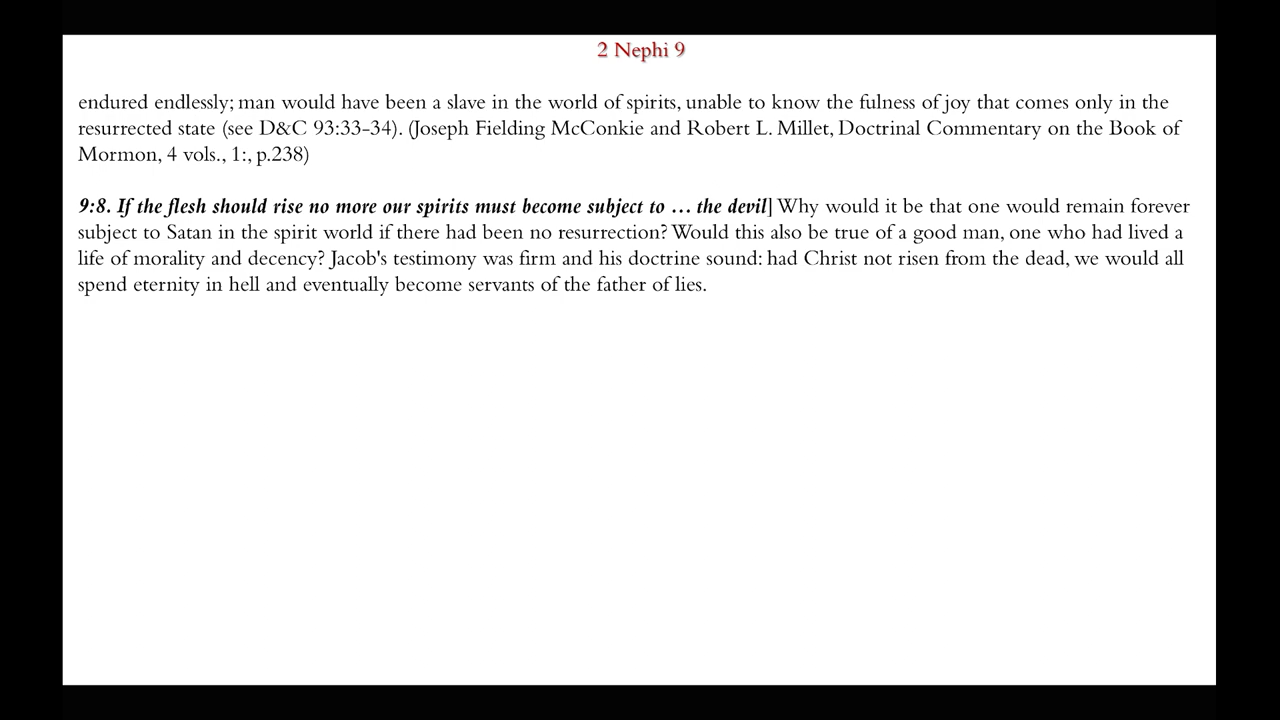 2 Nephi 9
endured endlessly; man would have been a slave in the world of spirits, unable to know the fulness of joy that comes only in the
resurrected state (see D&C 93:33-34). (Joseph Fielding McConkie and Robert L. Millet, Doctrinal Commentary on the Book of
Mormon, 4 vols., 1:, p.238)
9:8. If the flesh should rise no more our spirits must become subject to … the devil] Why would it be that one would remain forever
subject to Satan in the spirit world if there had been no resurrection? Would this also be true of a good man, one who had lived a
life of morality and decency? Jacob's testimony was firm and his doctrine sound: had Christ not risen from the dead, we would all
spend eternity in hell and eventually become servants of the father of lies.